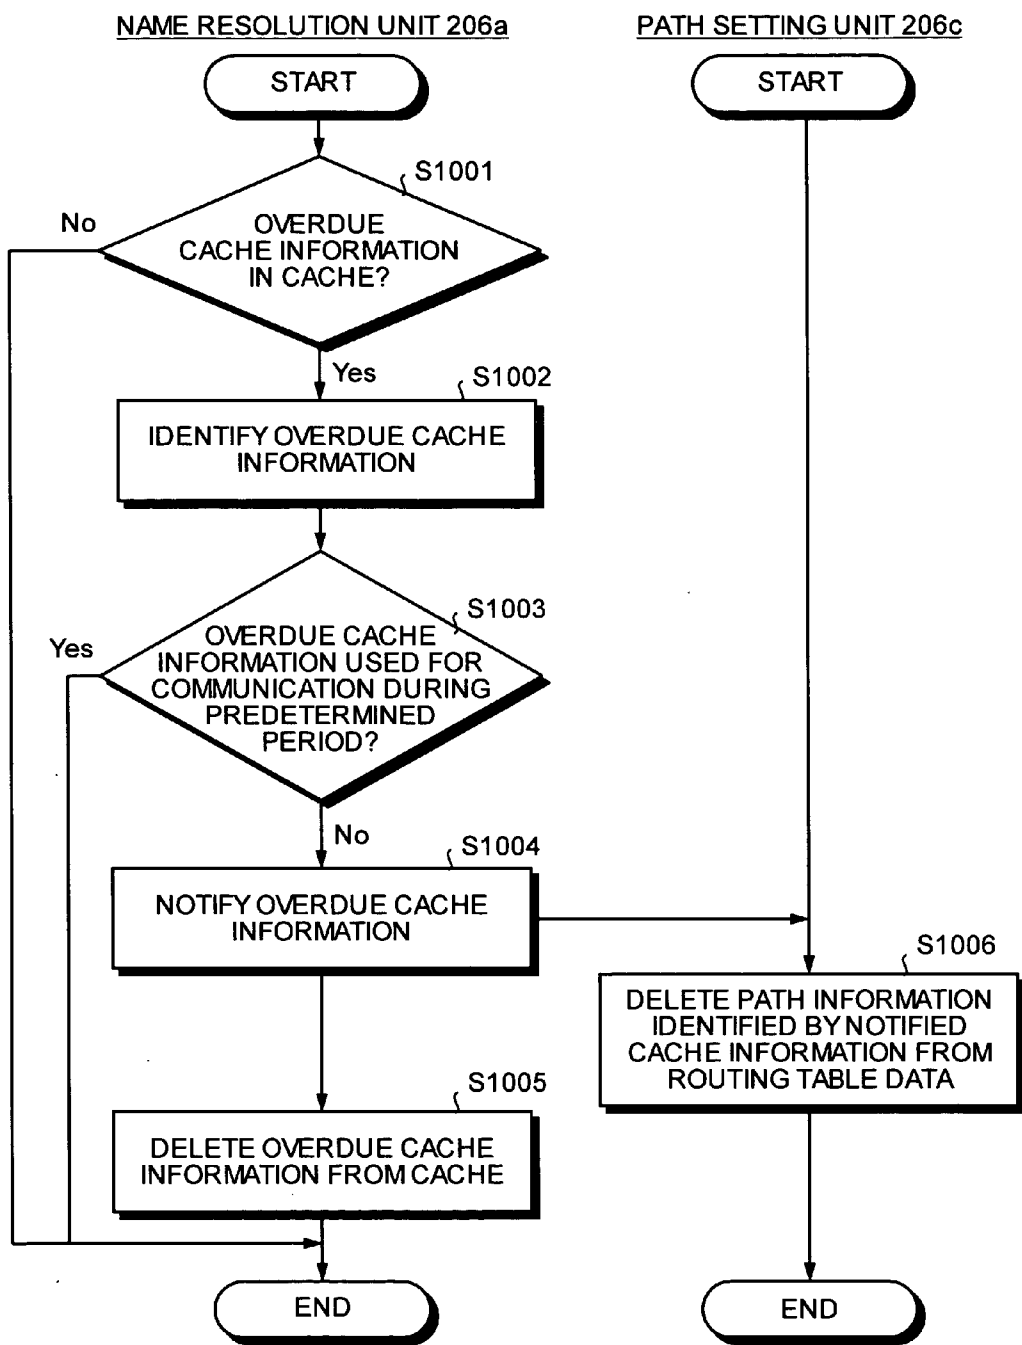 NAME RESOLUTION UNIT 206a
PATH SETTING UNIT 206c
START
START
S1001
No
OVERDUE
CACHE INFORMATION
IN CACHE?
Yes
S1002
IDENTIFY OVERDUE CACHE
INFORMATION
S1003
Yes
OVERDUE CACHE
INFORMATION USED FOR
COMMUNICATION DURING
PREDETERMINED
PERIOD?
No
S1004
NOTIFY OVERDUE CACHE
INFORMATION
S1006
DELETE PATH INFORMATION
IDENTIFIED BY NOTIFIED
CACHE INFORMATION FROM
ROUTING TABLE DATA
S1005
DELETE OVERDUE CACHE
INFORMATION FROM CACHE
END
END